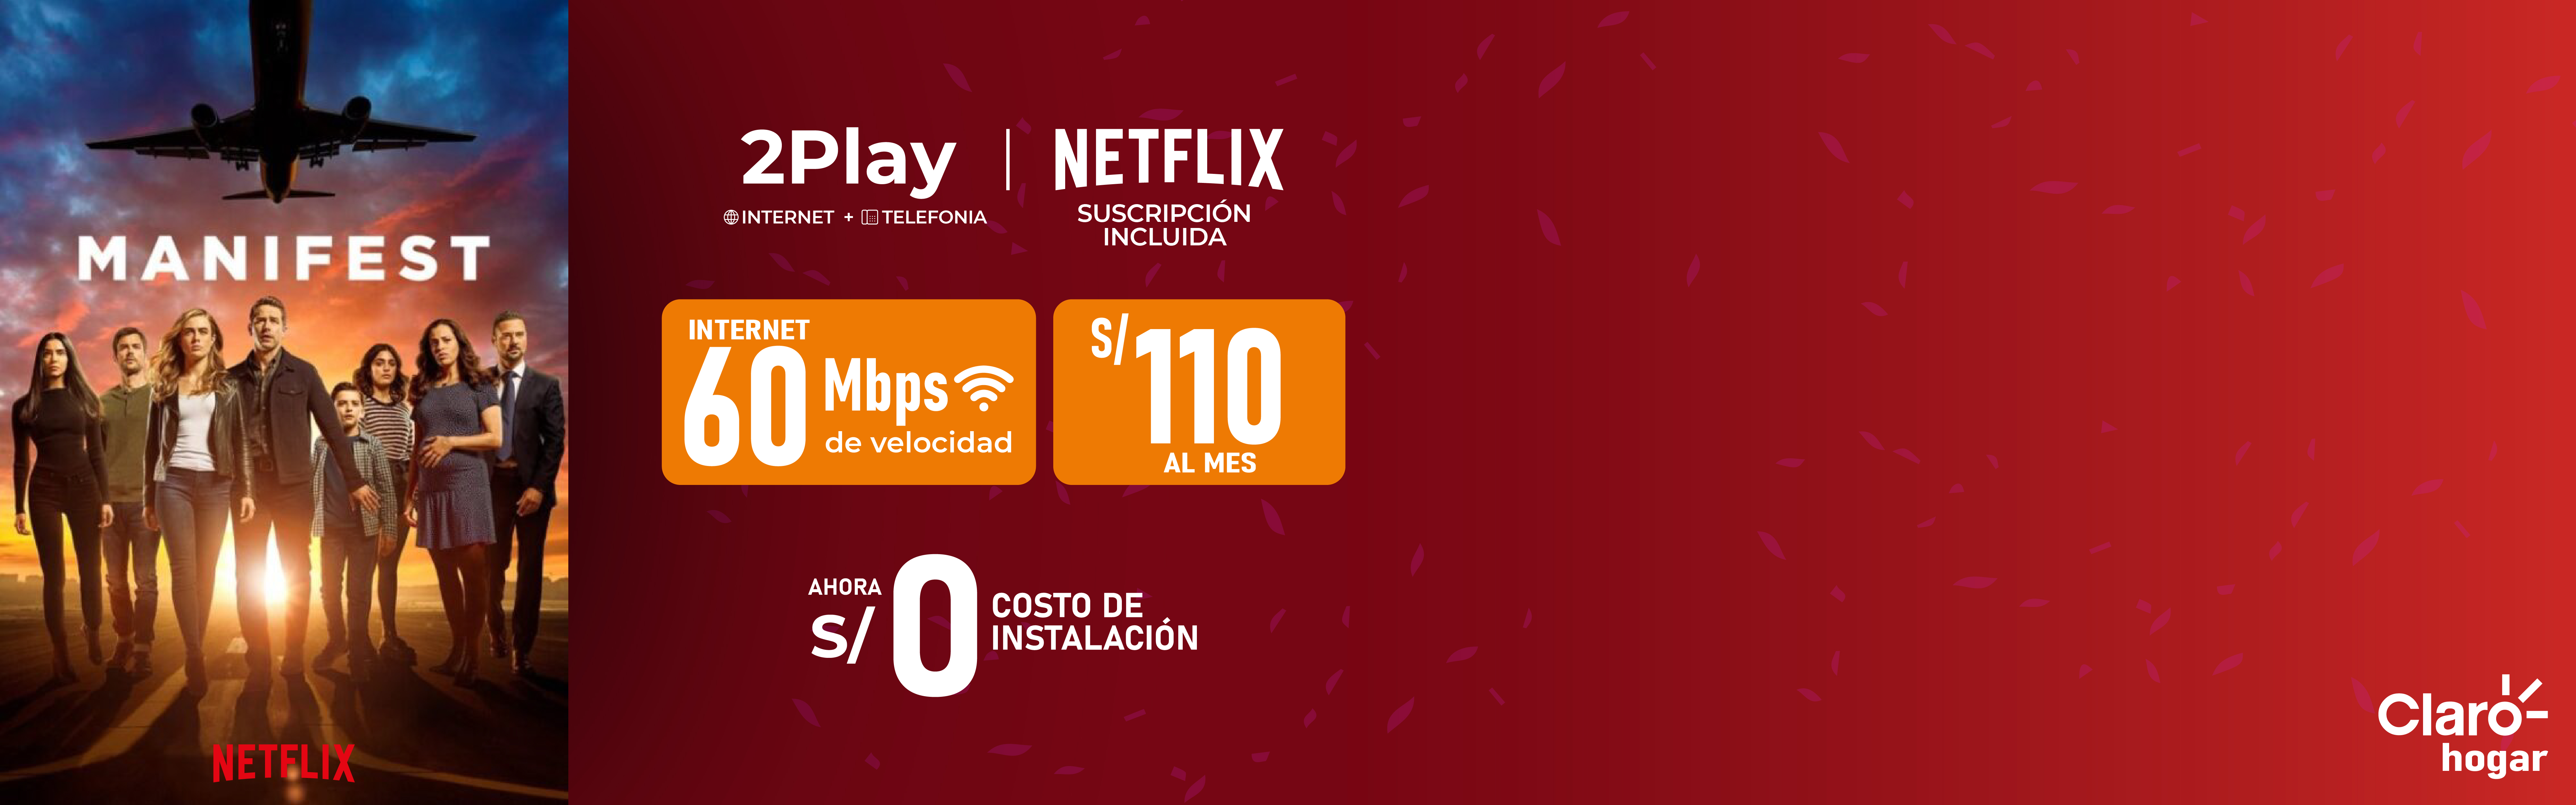 MANIFEST
NETFLIX
2Play
INTERNET + TELEFONIA
NETFLIX
SUSCRIPCIÓN
INCLUIDA
INTERNET
60 Mbps
de velocidad
S/110
AL MES
AHORA
S/0
COSTO DE
INSTALACIÓN
Claro
hogar